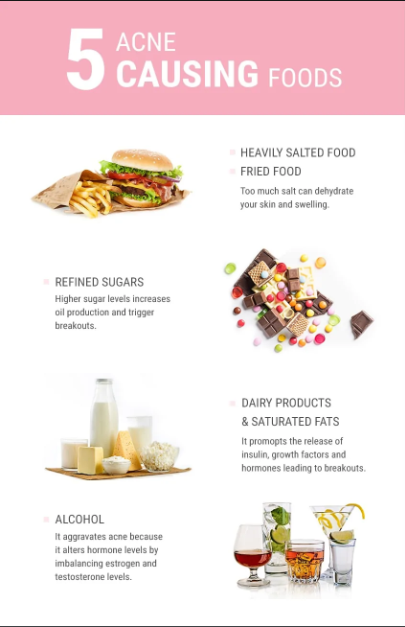 5 ACNE
CAUSING FOODS
HEAVILY SALTED FOOD
FRIED FOOD
Too much salt can dehydrate
your skin and swelling.
REFINED SUGARS
Higher sugar levels increases
oil production and trigger
breakouts.
DAIRY PRODUCTS
& SATURATED FATS
It promopts the release of
insulin, growth factors and
hormones leading to breakouts.
ALCOHOL
It aggravates acne because
it alters hormone levels by
imbalancing estrogen and
testosterone levels.